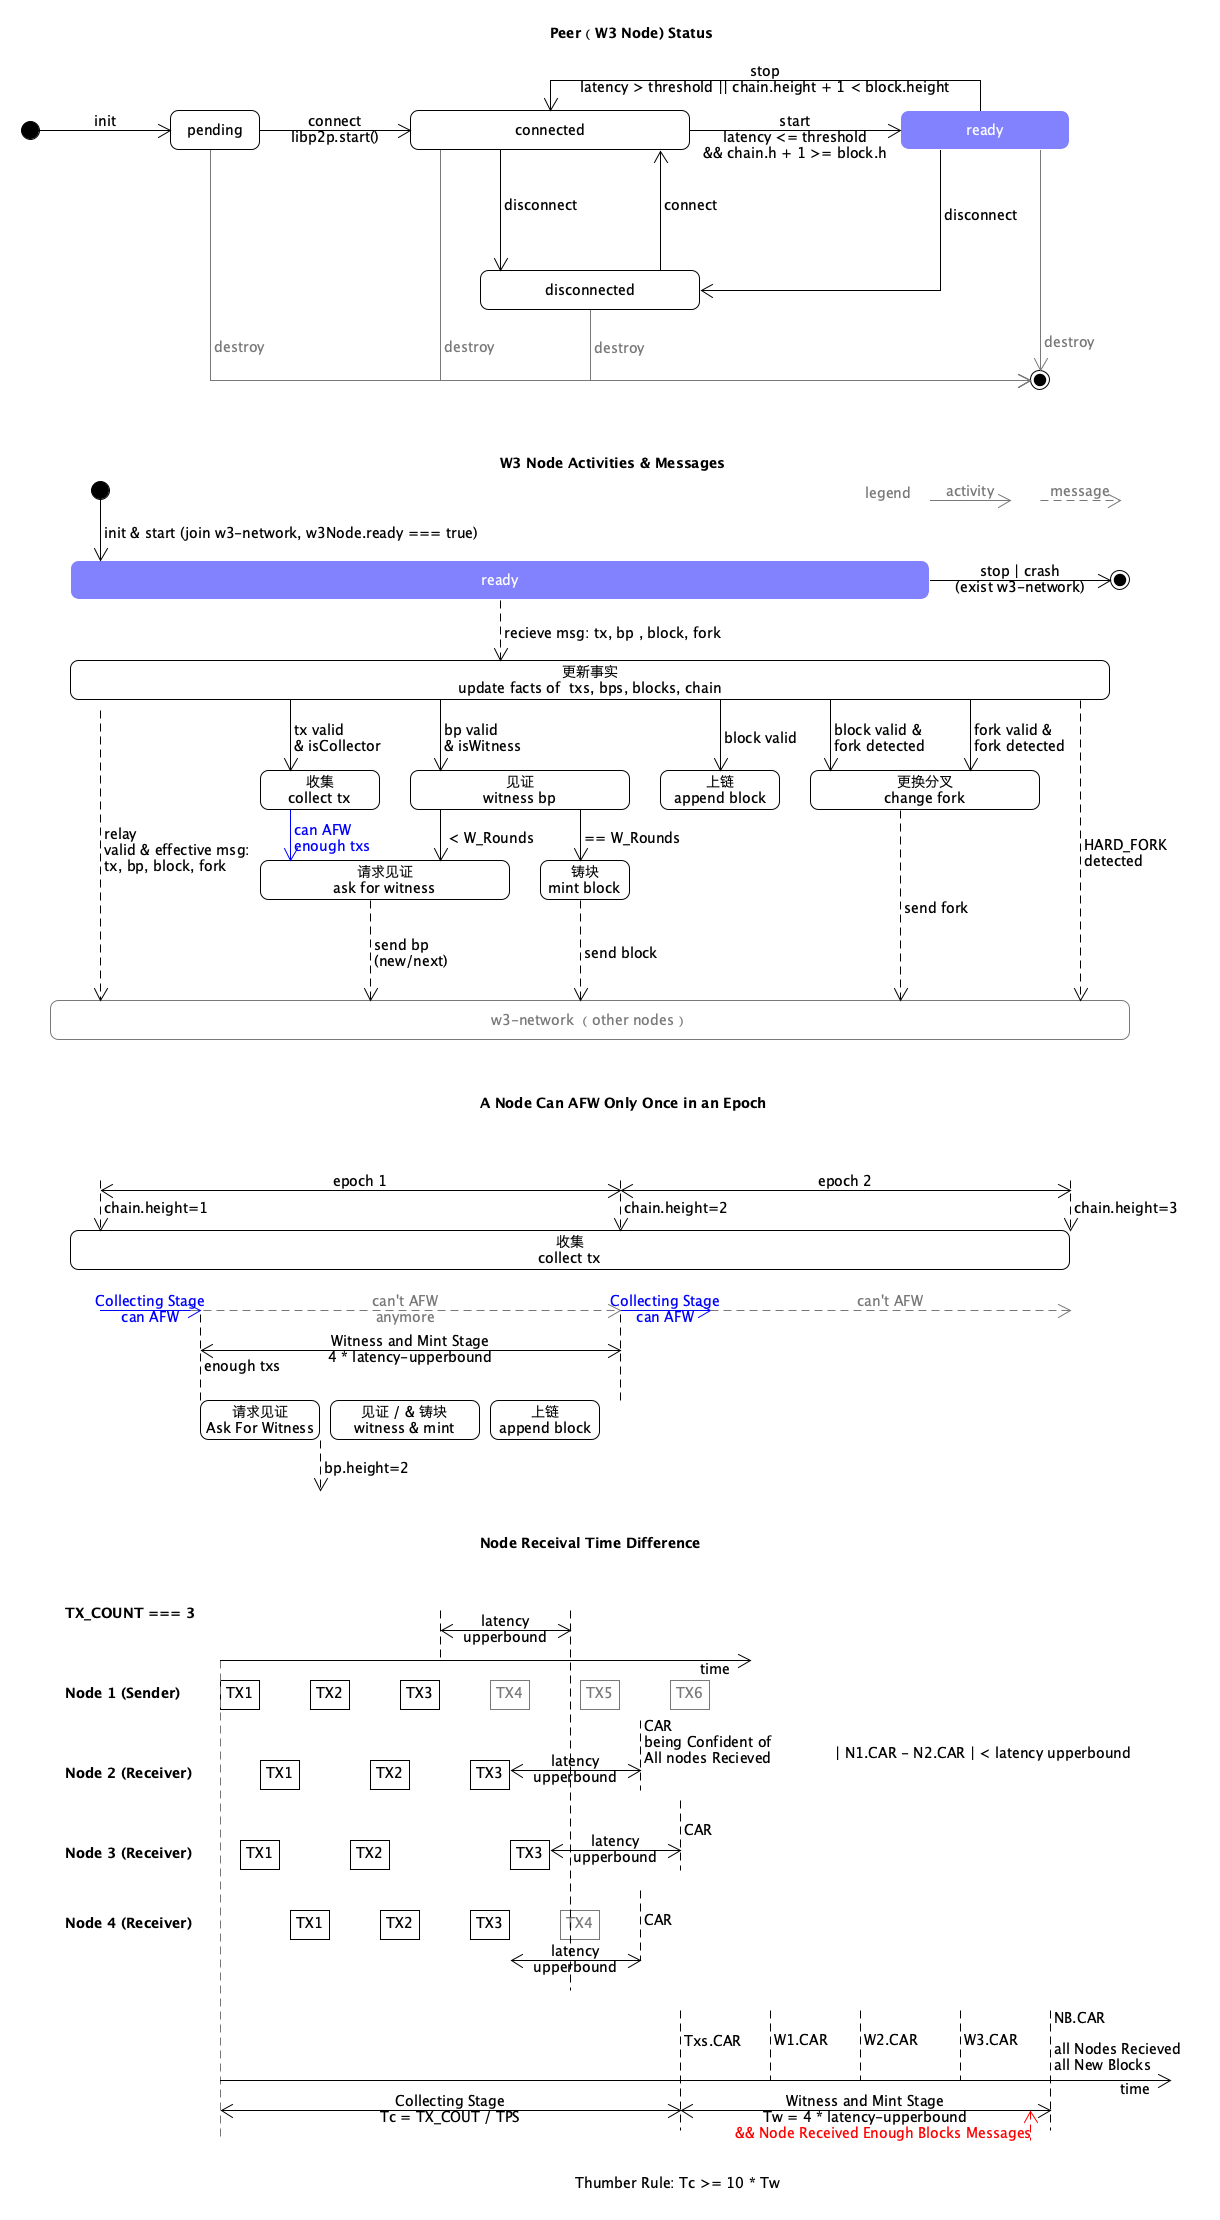 Peer ( W3 Node) Status
stop
latency > threshold || chain.height + 1 < block.height
init
pending
connect
libp2p.start()
connected
start
latency <= threshold
&& chain.h + 1 >= block.h
ready
disconnect
connect
disconnect
disconnected
destroy
destroy
destroy
destroy
W3 Node Activities & Messages
legend
activity
message
init & start (join w3-network, w3Node.ready === true)
ready
stop | crash
(exist w3-network)
recieve msg: tx, bp , block, fork
更新事实
update facts of  txs, bps, blocks, chain
tx valid
& isCollector
bp valid
& isWitness
block valid
block valid &
fork detected
fork valid &
fork detected
收集
collect tx
见证
witness bp
上链
append block
更换分叉
change fork
relay
valid & effective msg:
tx, bp, block, fork
can AFW
enough txs
< W_Rounds
== W_Rounds
HARD_FORK
detected
请求见证
ask for witness
铸块
mint block
send bp
(new/next)
send block
send fork
w3-network ( other nodes )
A Node Can AFW Only Once in an Epoch
epoch 1
epoch 2
chain.height=1
chain.height=2
chain.height=3
收集
collect tx
Collecting Stage
can AFW
can't AFW
anymore
Collecting Stage
can AFW
can't AFW
Witness and Mint Stage
4 * latency-upperbound
enough txs
请求见证
Ask For Witness
见证 / & 铸块
witness & mint
上链
append block
bp.height=2
Node Receival Time Difference
TX_COUNT === 3
latency
upperbound
time
Node 1 (Sender)
TX1
TX2
TX3
TX4
TX5
TX6
CAR
being Confident of
All nodes Recieved
| N1.CAR - N2.CAR | < latency upperbound
Node 2 (Receiver)
TX1
TX2
TX3
latency
upperbound
CAR
Node 3 (Receiver)
TX1
TX2
TX3
latency
upperbound
Node 4 (Receiver)
TX1
TX2
TX3
TX4
CAR
latency
upperbound
Txs.CAR
W1.CAR
W2.CAR
W3.CAR
NB.CAR
all Nodes Recieved
all New Blocks
time
Collecting Stage
Tc = TX_COUT / TPS
Witness and Mint Stage
Tw = 4 * latency-upperbound
&& Node Received Enough Blocks Messages
Thumber Rule: Tc >= 10 * Tw